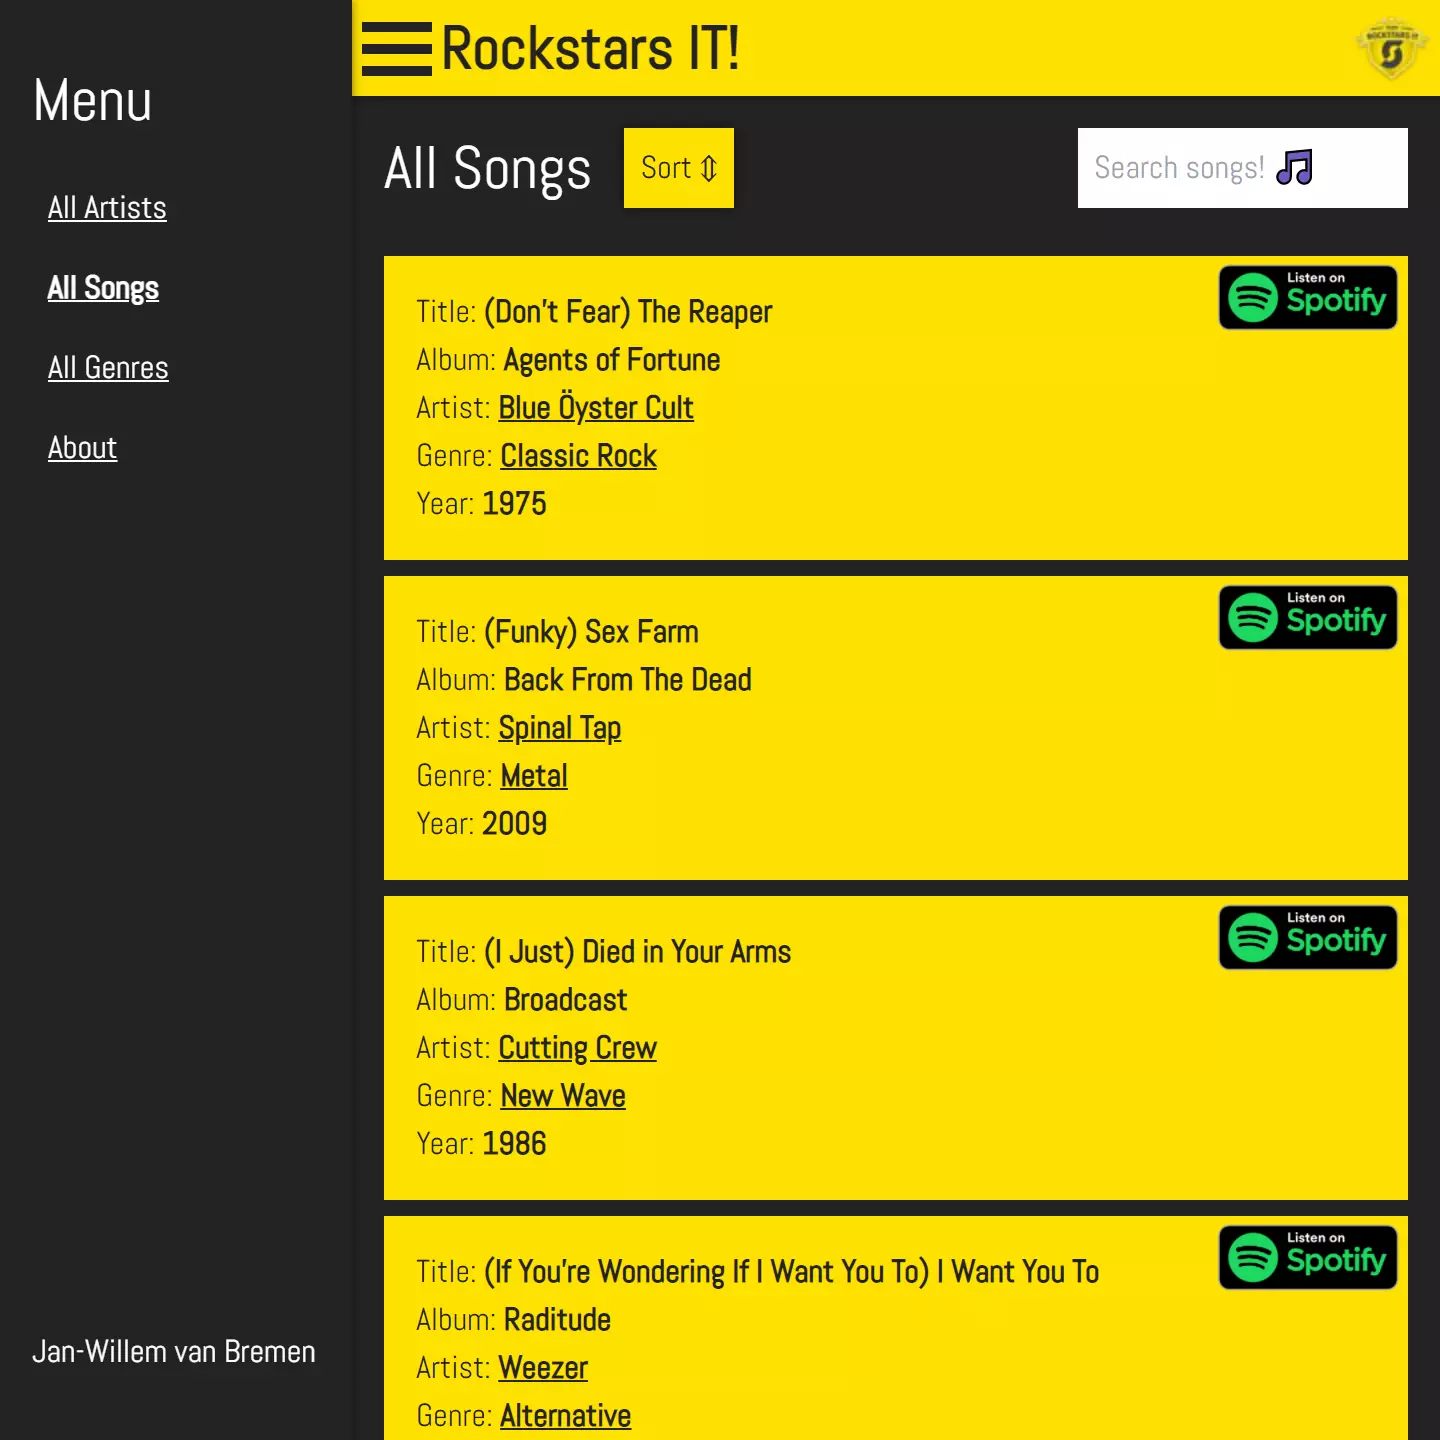 Menu
All Artists
All Songs
All Genres
About
Jan-Willem van Bremen
Rockstars IT!
ROCKSTARS IT
All Songs
Sort ⇕
Search songs! 🎵
Title: (Don't Fear) The Reaper
Album: Agents of Fortune
Artist: Blue Öyster Cult
Genre: Classic Rock
Year: 1975
Listen on
Spotify
Title: (Funky) Sex Farm
Album: Back From The Dead
Artist: Spinal Tap
Genre: Metal
Year: 2009
Listen on
Spotify
Title: (I Just) Died in Your Arms
Album: Broadcast
Artist: Cutting Crew
Genre: New Wave
Year: 1986
Listen on
Spotify
Title: (If You're Wondering If I Want You To) I Want You To
Album: Raditude
Artist: Weezer
Genre: Alternative
Listen on
Spotify